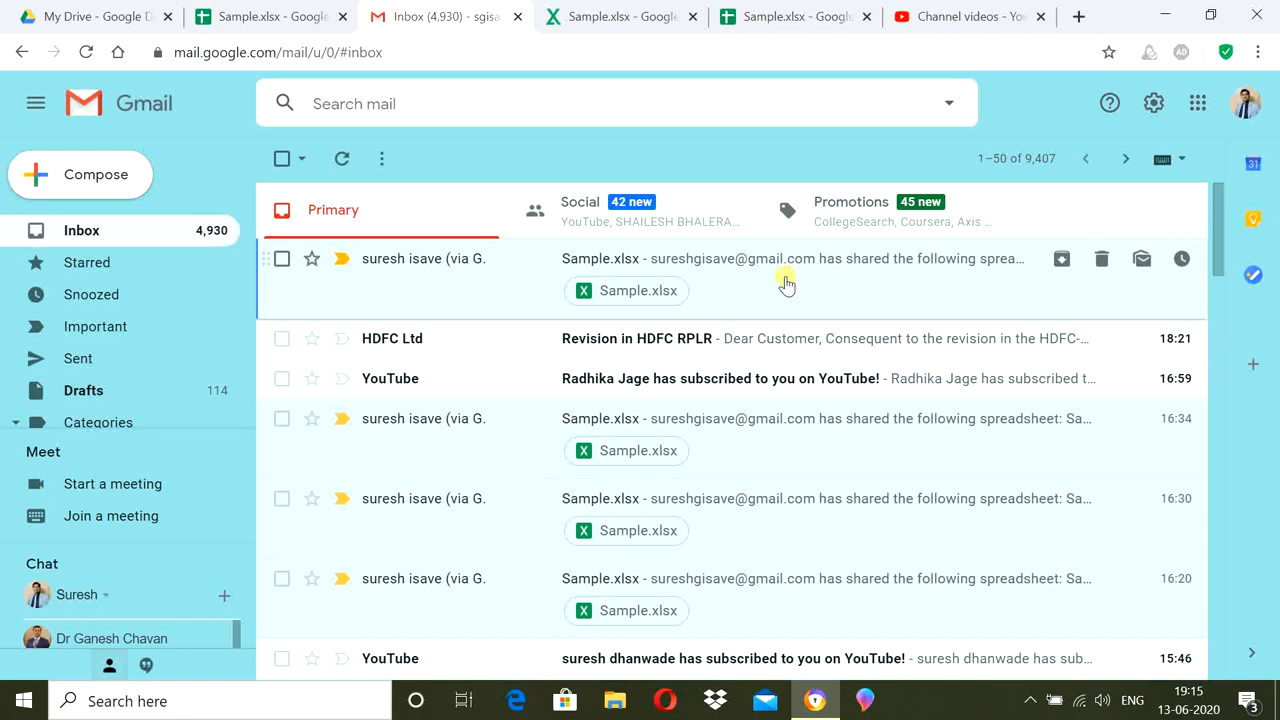 My Drive - Google D
Sample.xlsx - Google
Inbox (4,930) - sgisa
Sample.xlsx - Google
Sample.xlsx - Google
Channel videos - Yo
mail.google.com/mail/u/0/#inbox
Gmail
Search mail
Compose
1–50 of 9,407
Primary
Social 42 new
YouTube, SHAILESH BHALERA...
Promotions 45 new
CollegeSearch, Coursera, Axis ...
Inbox 4,930
Starred
Snoozed
Important
Sent
Drafts 114
Categories
Meet
Start a meeting
Join a meeting
Chat
Suresh
Dr Ganesh Chavan
suresh isave (via G. Sample.xlsx - sureshgisave@gmail.com has shared the following sprea...
Sample.xlsx
HDFC Ltd Revision in HDFC RPLR - Dear Customer, Consequent to the revision in the HDFC-... 18:21
YouTube Radhika Jage has subscribed to you on YouTube! - Radhika Jage has subscribed t... 16:59
suresh isave (via G. Sample.xlsx - sureshgisave@gmail.com has shared the following spreadsheet: Sa... 16:34
Sample.xlsx
suresh isave (via G. Sample.xlsx - sureshgisave@gmail.com has shared the following spreadsheet: Sa... 16:30
Sample.xlsx
suresh isave (via G. Sample.xlsx - sureshgisave@gmail.com has shared the following spreadsheet: Sa... 16:20
Sample.xlsx
YouTube suresh dhanwade has subscribed to you on YouTube! - suresh dhanwade has sub... 15:46
31
Search here
ENG
19:15
13-06-2020
3